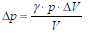 Δp = γ · p · ΔV / V